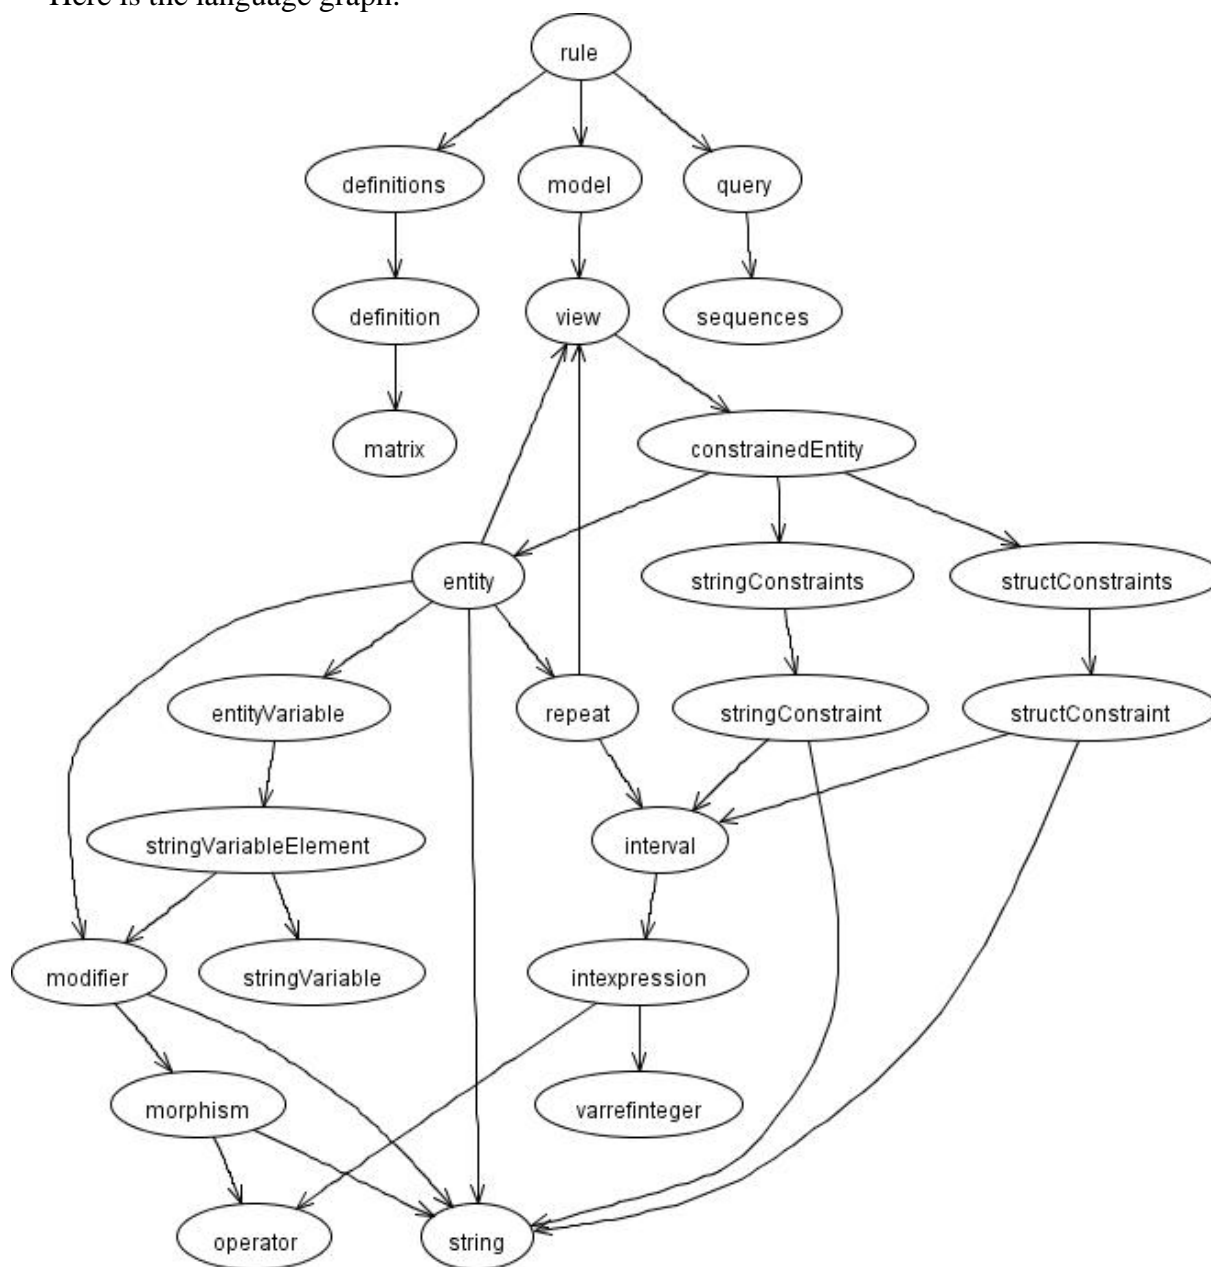 Here is the language graph:
rule
definitions
model
query
definition
view
sequences
matrix
constrainedEntity
entity
stringConstraints
structConstraints
entityVariable
repeat
stringConstraint
structConstraint
stringVariableElement
interval
modifier
stringVariable
intexpression
morphism
varrefinteger
operator
string